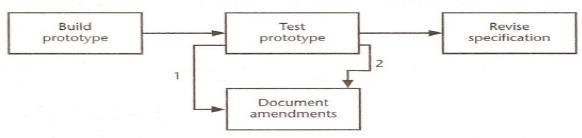 Build
prototype
Test
prototype
Revise
specification
1
2
Document
amendments